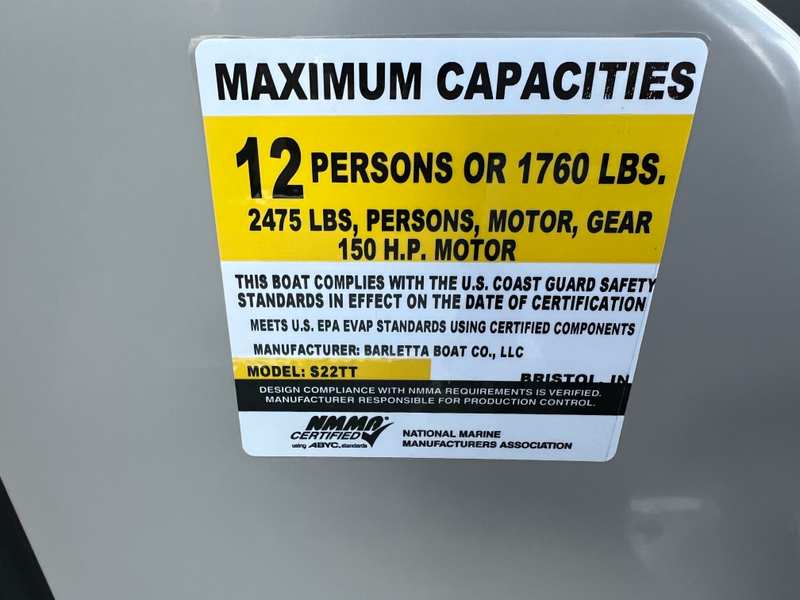 MAXIMUM CAPACITIES
12 PERSONS OR 1760 LBS.
2475 LBS, PERSONS, MOTOR, GEAR
150 H.P. MOTOR
THIS BOAT COMPLIES WITH THE U.S. COAST GUARD SAFETY
STANDARDS IN EFFECT ON THE DATE OF CERTIFICATION
MEETS U.S. EPA EVAP STANDARDS USING CERTIFIED COMPONENTS
MANUFACTURER: BARLETTA BOAT CO., LLC
MODEL: S22TT BRISTOL, IN
DESIGN COMPLIANCE WITH NMMA REQUIREMENTS IS VERIFIED.
MANUFACTURER RESPONSIBLE FOR PRODUCTION CONTROL.
NMMA®
CERTIFIED
using ABYC standards
NATIONAL MARINE
MANUFACTURERS ASSOCIATION